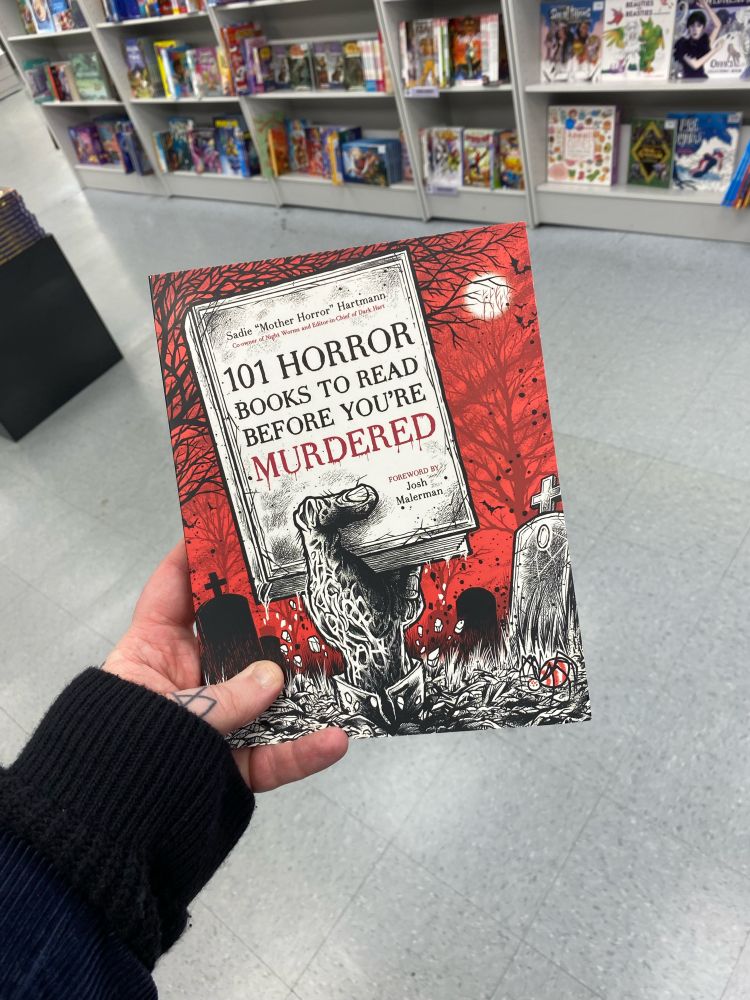 Sadie "Mother Horror" Hartmann
Co-owner of Night Worms and Editor-in-Chief of Dark Hart
101 HORROR
BOOKS TO READ
BEFORE YOU'RE
MURDERED
FOREWORD BY
Josh
Malerman